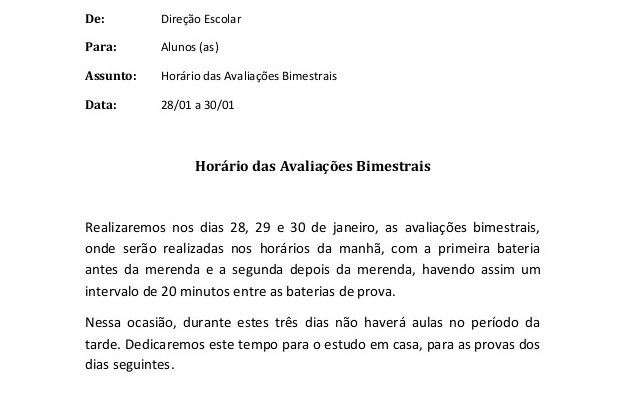 De: Direção Escolar
Para: Alunos (as)
Assunto: Horário das Avaliações Bimestrais
Data: 28/01 a 30/01
Horário das Avaliações Bimestrais
Realizaremos nos dias 28, 29 e 30 de janeiro, as avaliações bimestrais,
onde serão realizadas nos horários da manhã, com a primeira bateria
antes da merenda e a segunda depois da merenda, havendo assim um
intervalo de 20 minutos entre as baterias de prova.
Nessa ocasião, durante estes três dias não haverá aulas no período da
tarde. Dedicaremos este tempo para o estudo em casa, para as provas dos
dias seguintes.